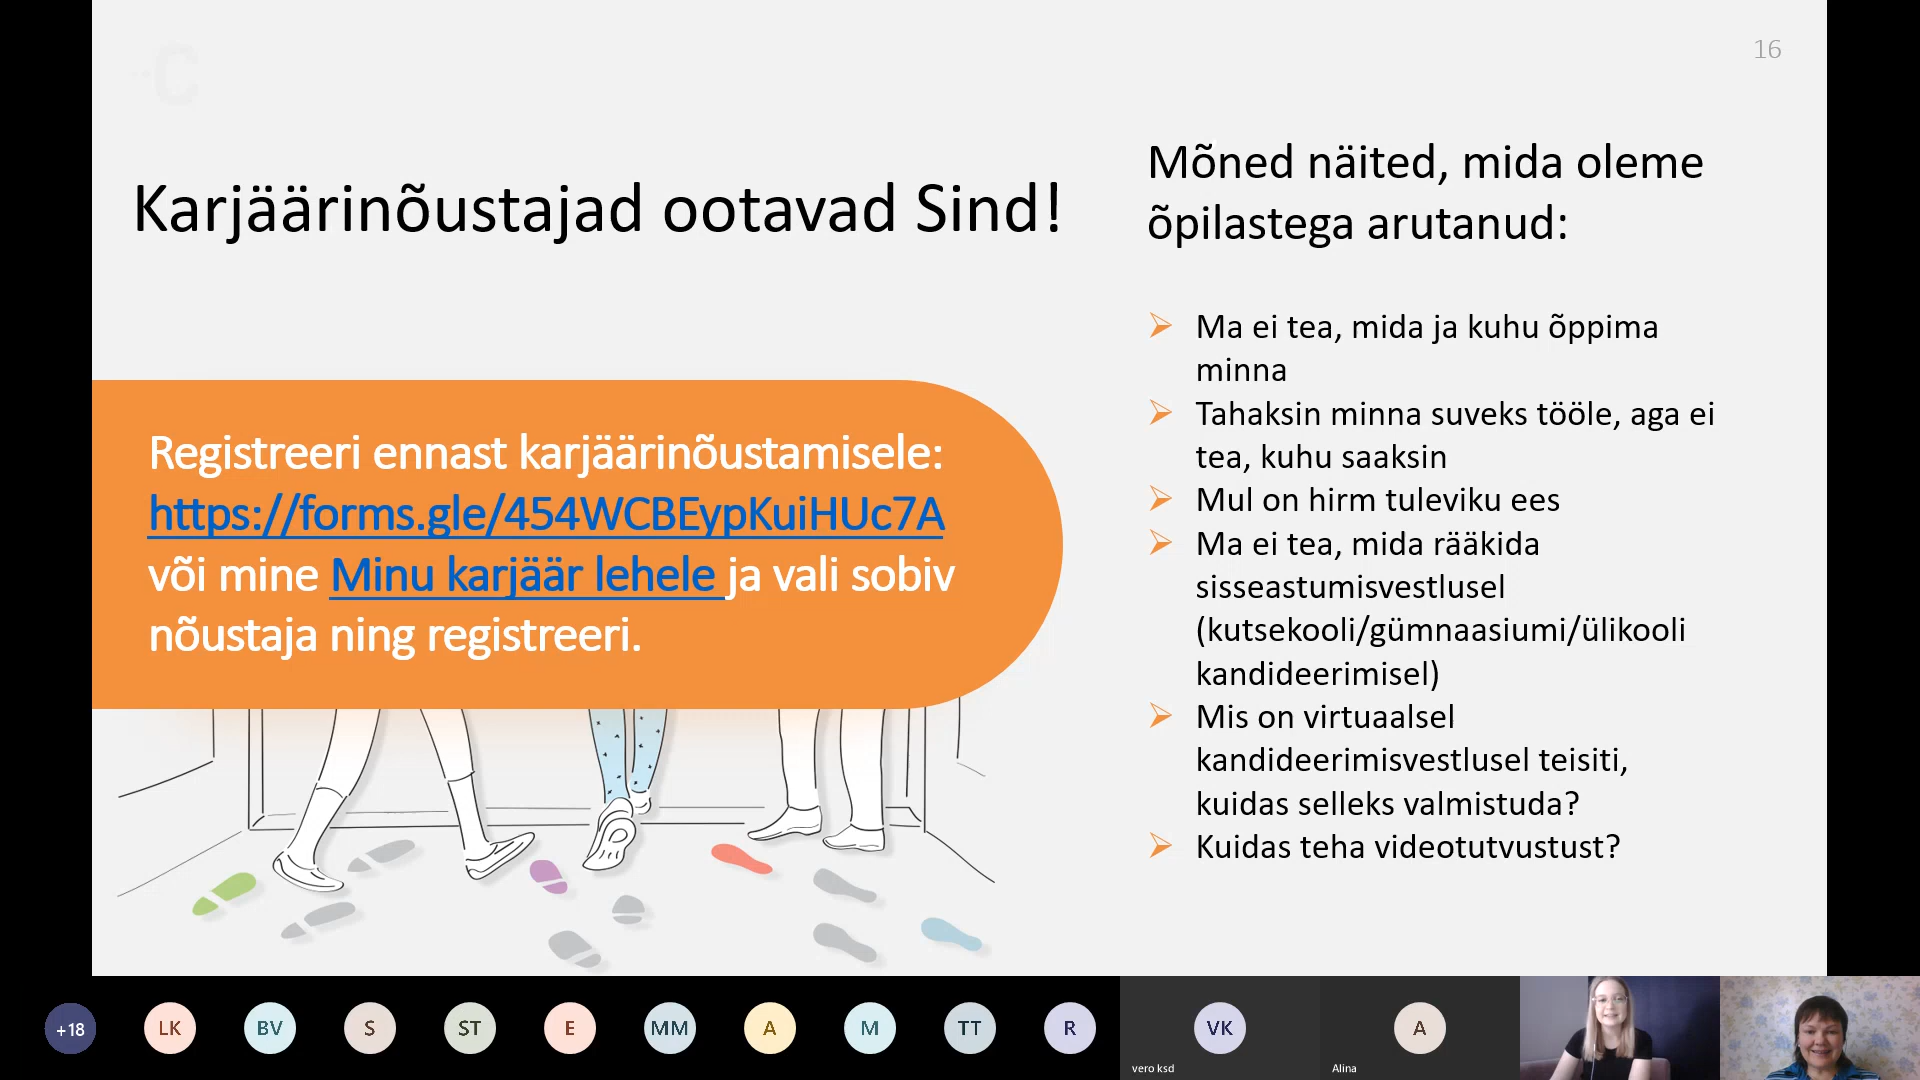 16
Karjäärinõustajad ootavad Sind!
Registreeri ennast karjäärinõustamisele:
https://forms.gle/454WCBEypKuiHUc7A
või mine Minu karjäär lehele ja vali sobiv
nõustaja ning registreeri.
Mõned näited, mida oleme
õpilastega arutanud:
Ma ei tea, mida ja kuhu õppima
minna
Tahaksin minna suveks tööle, aga ei
tea, kuhu saaksin
Mul on hirm tuleviku ees
Ma ei tea, mida rääkida
sisseastumisvestlusel
(kutsekooli/gümnaasiumi/ülikooli
kandideerimisel)
Mis on virtuaalsel
kandideerimisvestlusel teisiti,
kuidas selleks valmistuda?
Kuidas teha videotutvustust?
+18 LK BV S ST E MM A M TT R VK A
vero ksd Alina